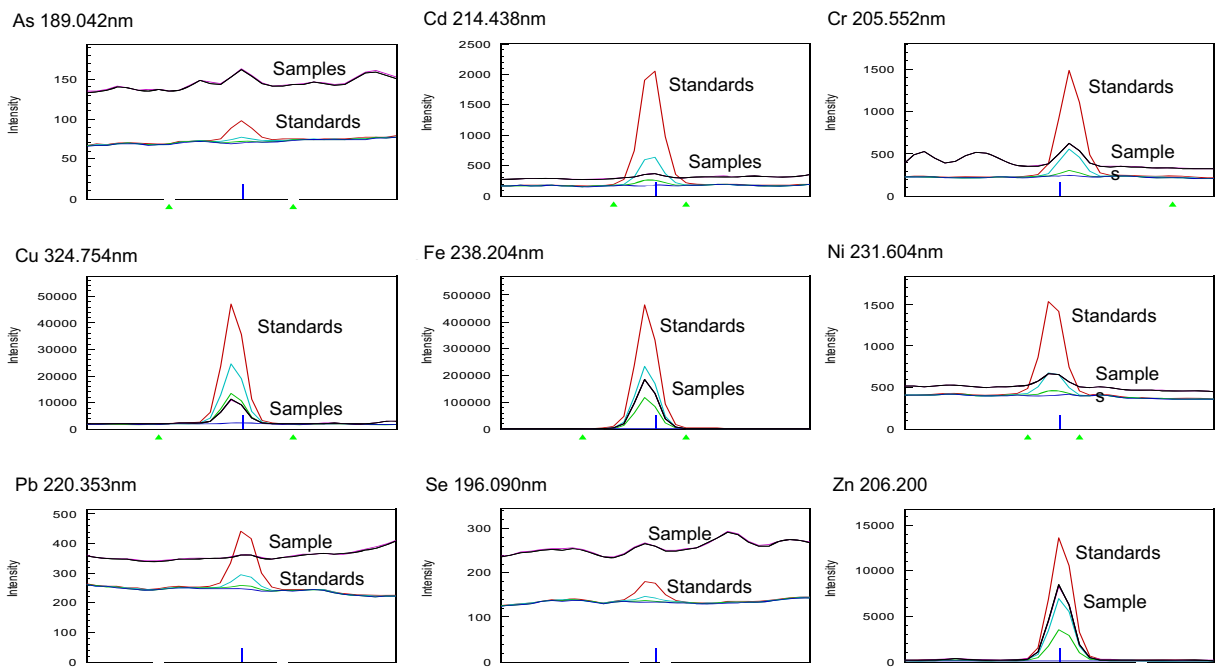 As 189.042nm
Cd 214.438nm
Cr 205.552nm
Intensity
150
100
50
0
Samples
Standards
Intensity
2500
2000
1500
1000
500
0
Standards
Samples
Intensity
1500
1000
500
0
Standards
Sample
s
Cu 324.754nm
Fe 238.204nm
Ni 231.604nm
Intensity
50000
40000
30000
20000
10000
0
Standards
Samples
Intensity
500000
400000
300000
200000
100000
0
Standards
Samples
Intensity
1500
1000
500
0
Standards
Sample
s
Pb 220.353nm
Se 196.090nm
Zn 206.200
Intensity
500
400
300
200
100
0
Sample
Standards
Intensity
300
200
100
0
Sample
Standards
Intensity
15000
10000
5000
0
Standards
Sample